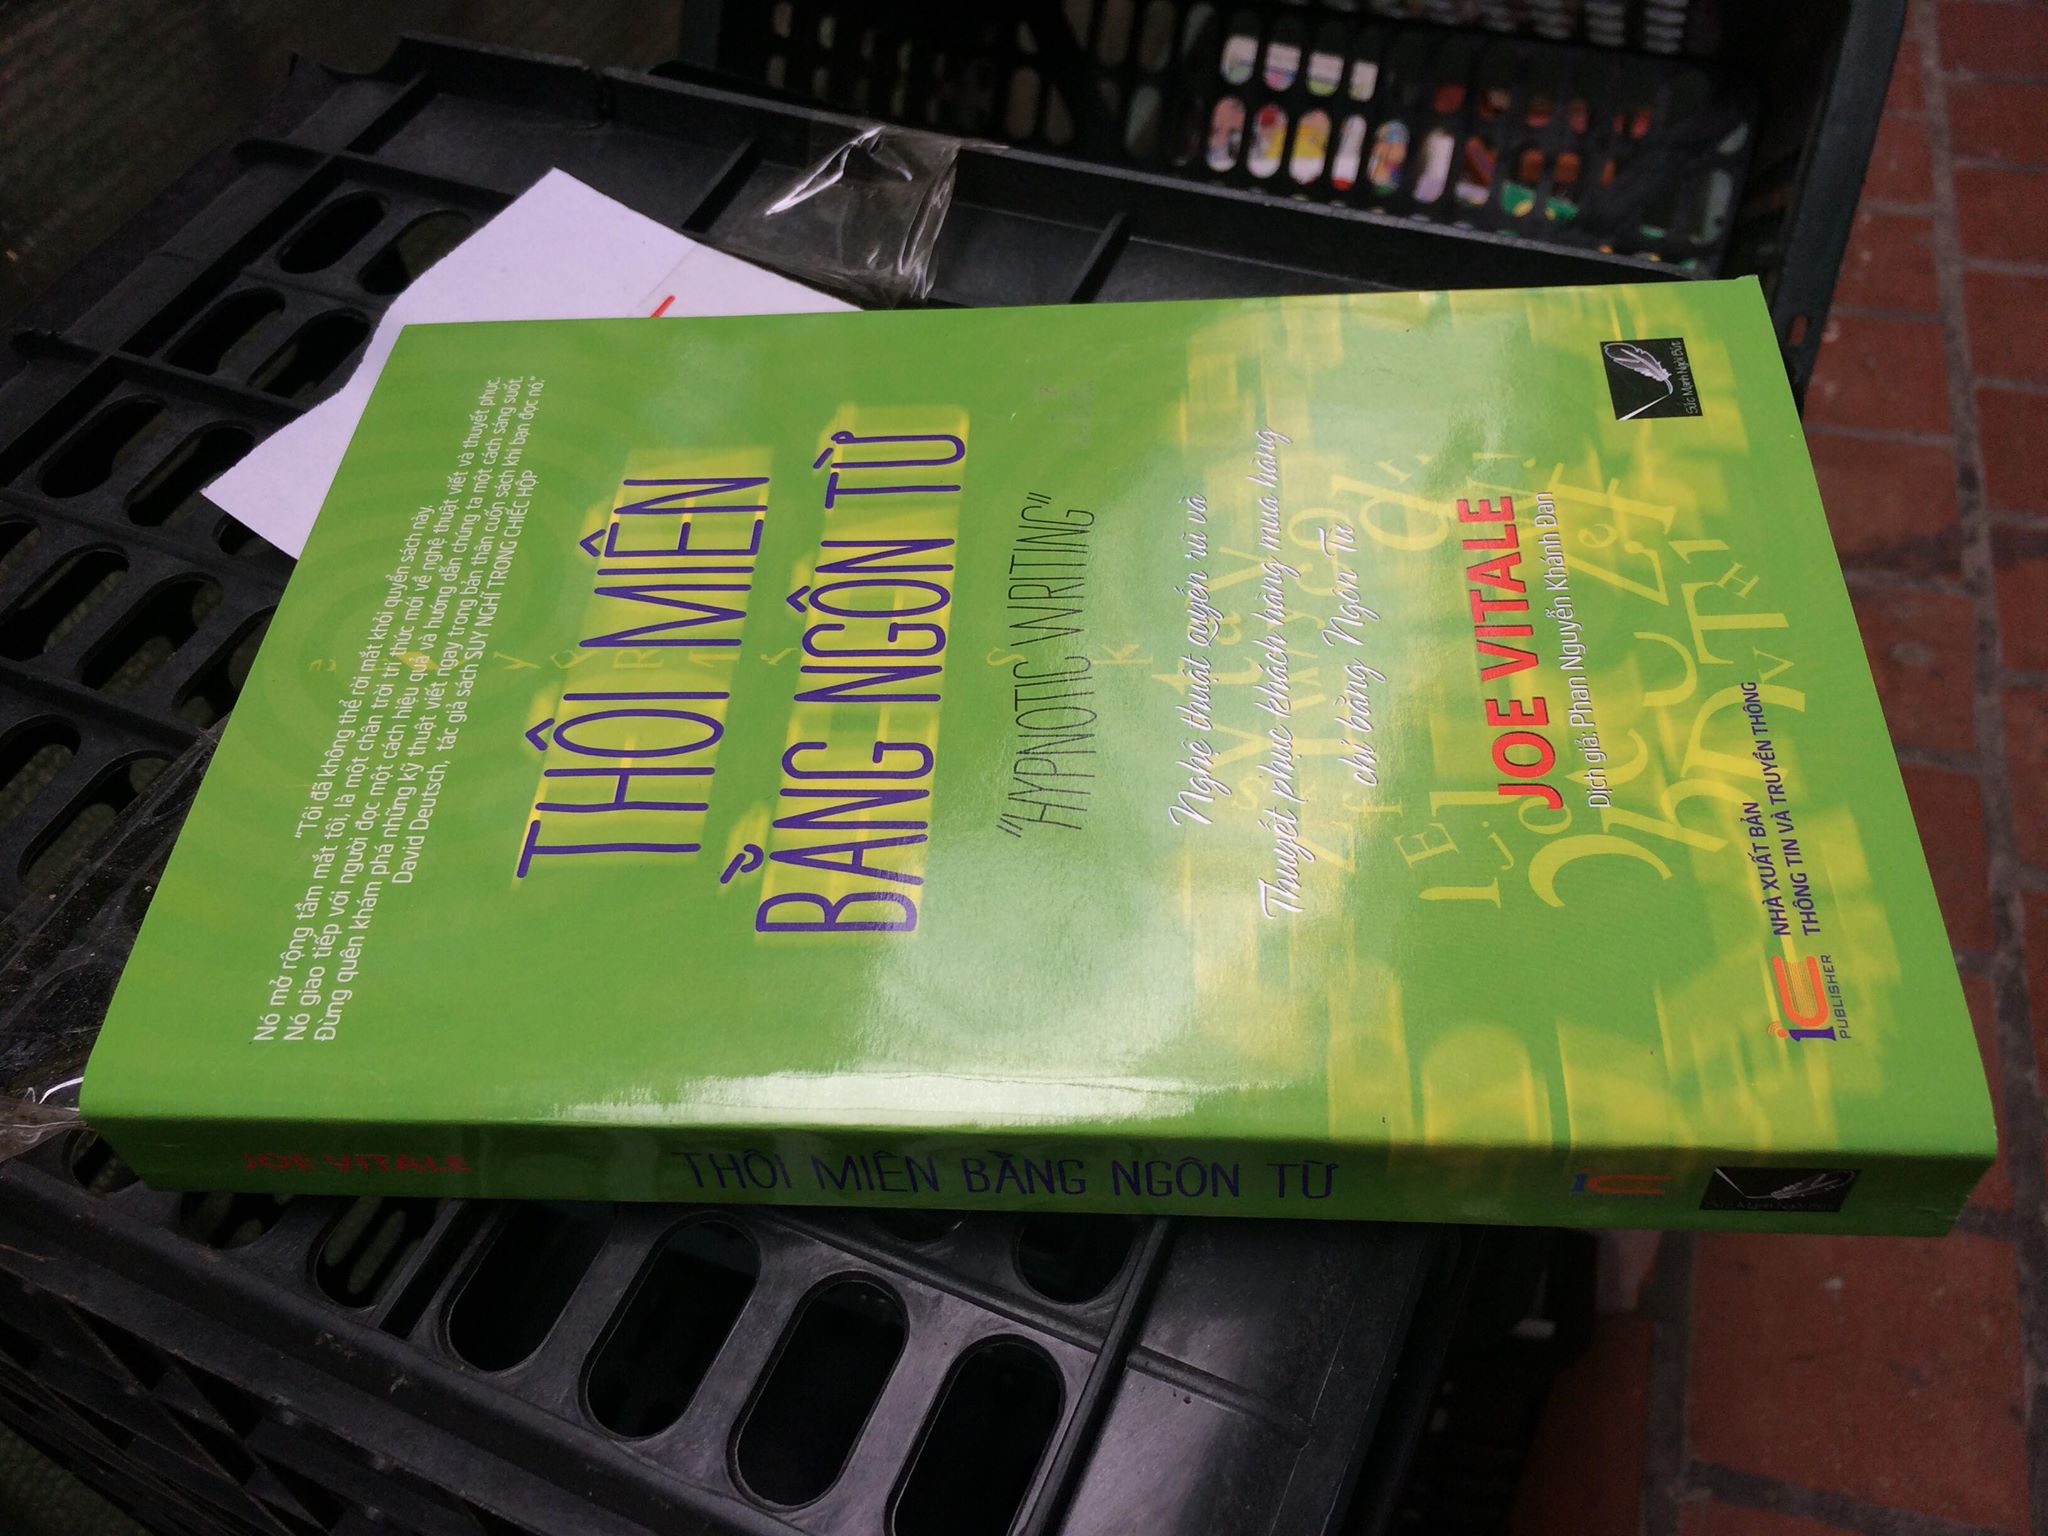 "Tôi đã không thể rời mắt khỏi quyển sách này.
Nó mở rộng tầm mắt tôi, là một chân trời tri thức mới về nghệ thuật viết và thuyết phục.
Nó giao tiếp với người đọc một cách hiệu quả và hướng dẫn chúng ta một cách sáng suốt.
Đừng quên khám phá những kỹ thuật viết ngay trong bản thân cuốn sách khi bạn đọc nó."
David Deutsch, tác giả sách SUY NGHĨ TRONG CHIẾC HỘP
THÔI MIÊN
BẰNG NGÔN TỪ
"HYPNOTIC WRITING"
Nghệ thuật quyến rũ và
Thuyết phục khách hàng mua hàng
chỉ bằng Ngôn Từ
JOE VITALE
Dịch giả: Phan Nguyễn Khánh Đan
NHÀ XUẤT BẢN
THÔNG TIN VÀ TRUYỀN THÔNG
iC
PUBLISHER
Sức Mạnh Ngòi Bút
JOE VITALE
THÔI MIÊN BẰNG NGÔN TỪ
iC